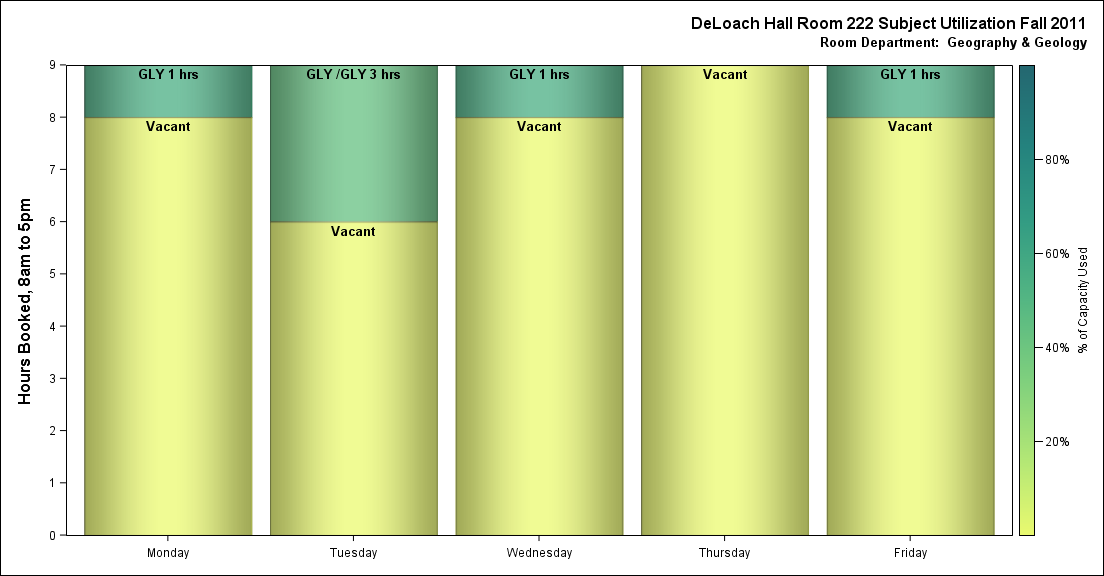 DeLoach Hall Room 222 Subject Utilization Fall 2011
Room Department:  Geography & Geology
Hours Booked, 8am to 5pm
9
8
7
6
5
4
3
2
1
0
GLY 1 hrs
Vacant
GLY /GLY 3 hrs
Vacant
GLY 1 hrs
Vacant
Vacant
GLY 1 hrs
Vacant
Monday
Tuesday
Wednesday
Thursday
Friday
80%
60%
40%
20%
% of Capacity Used